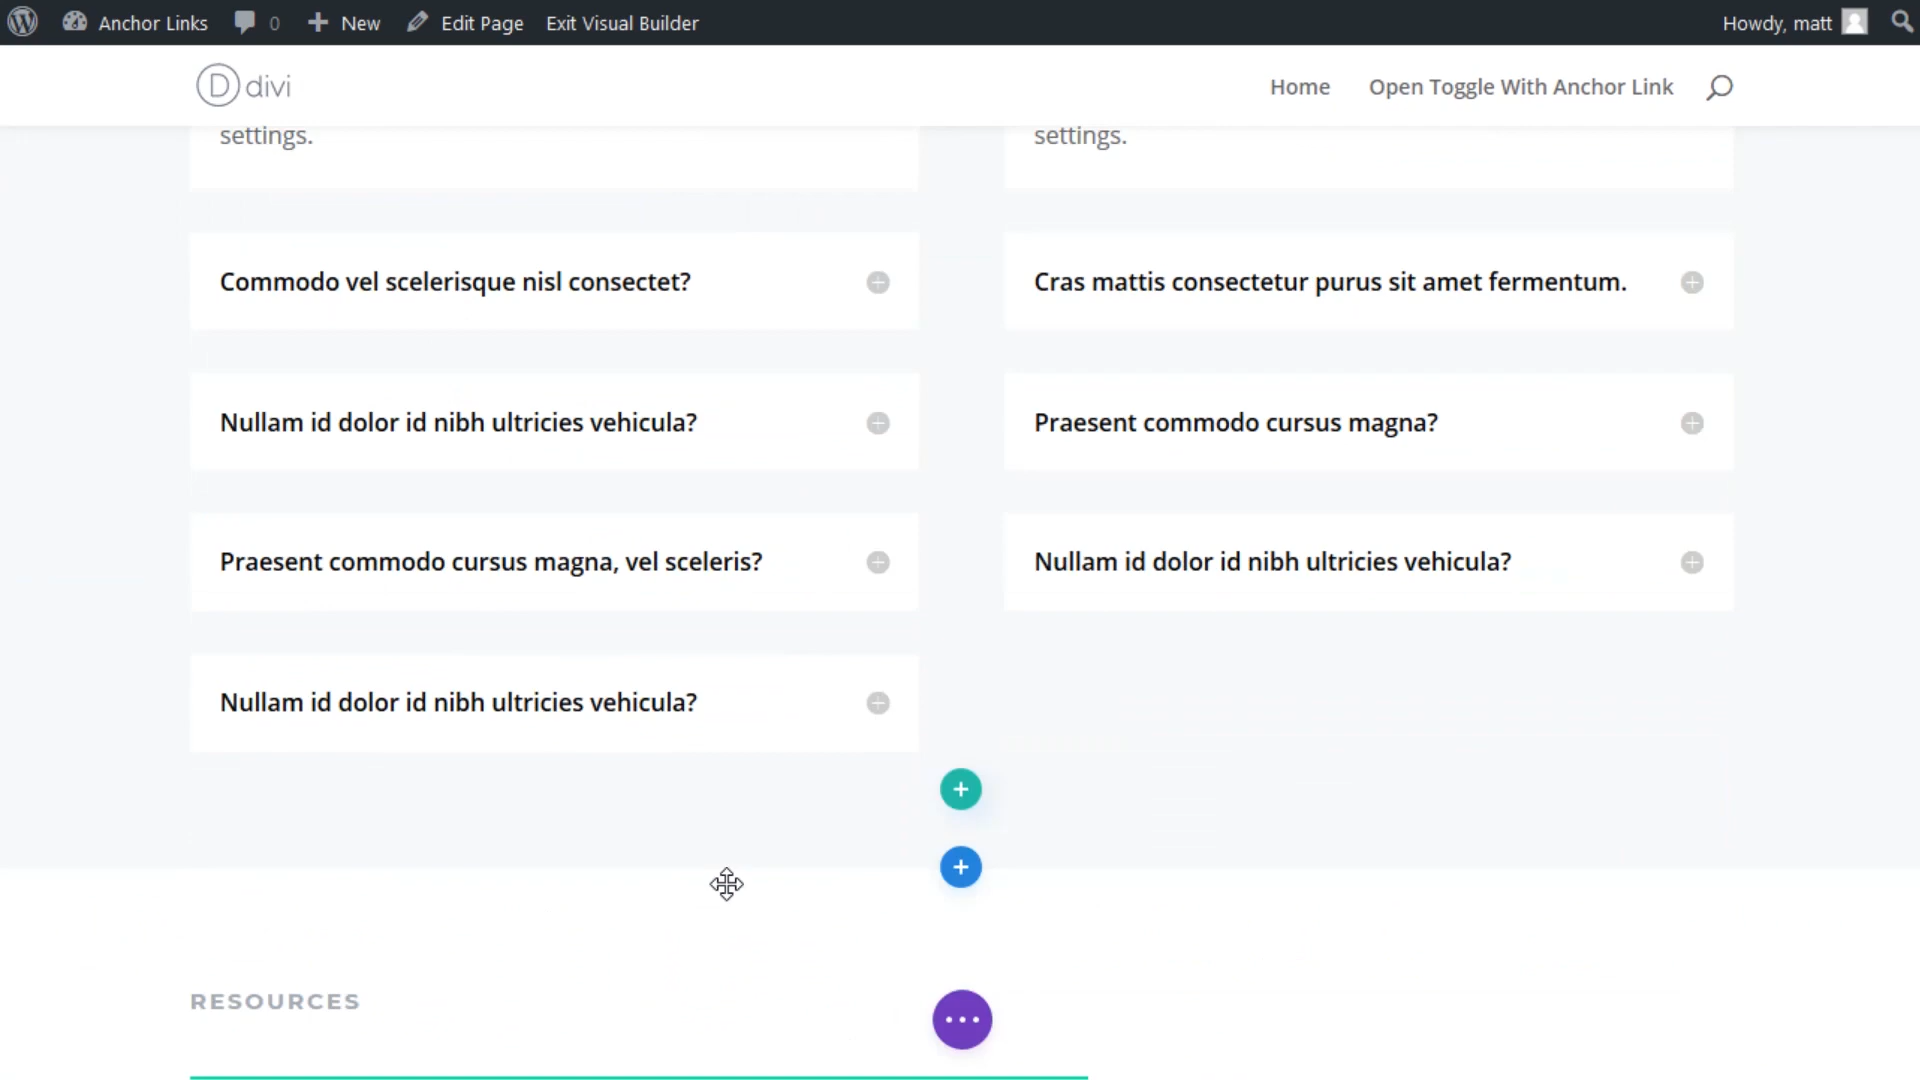 Anchor Links 0 New Edit Page Exit Visual Builder Howdy, matt
D divi Home Open Toggle With Anchor Link
settings.
settings.
Commodo vel scelerisque nisl consectet?
Cras mattis consectetur purus sit amet fermentum.
Nullam id dolor id nibh ultricies vehicula?
Praesent commodo cursus magna?
Praesent commodo cursus magna, vel sceleris?
Nullam id dolor id nibh ultricies vehicula?
Nullam id dolor id nibh ultricies vehicula?
RESOURCES